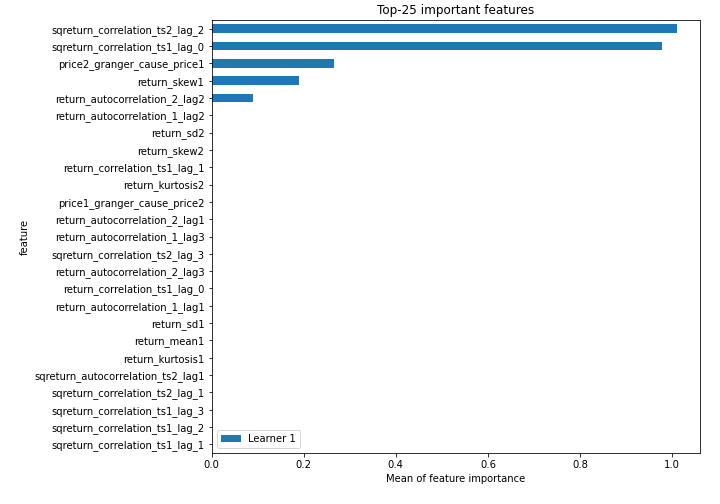 Top-25 important features
sqreturn_correlation_ts2_lag_2
sqreturn_correlation_ts1_lag_0
price2_granger_cause_price1
return_skew1
return_autocorrelation_2_lag2
return_autocorrelation_1_lag2
return_sd2
return_skew2
return_correlation_ts1_lag_1
return_kurtosis2
price1_granger_cause_price2
return_autocorrelation_2_lag1
return_autocorrelation_1_lag3
sqreturn_correlation_ts2_lag_3
return_autocorrelation_2_lag3
return_correlation_ts1_lag_0
return_autocorrelation_1_lag1
return_sd1
return_mean1
return_kurtosis1
sqreturn_autocorrelation_ts2_lag1
sqreturn_correlation_ts2_lag_1
sqreturn_correlation_ts1_lag_3
sqreturn_correlation_ts1_lag_2
sqreturn_correlation_ts1_lag_1
feature
Learner 1
0.0 0.2 0.4 0.6 0.8 1.0
Mean of feature importance